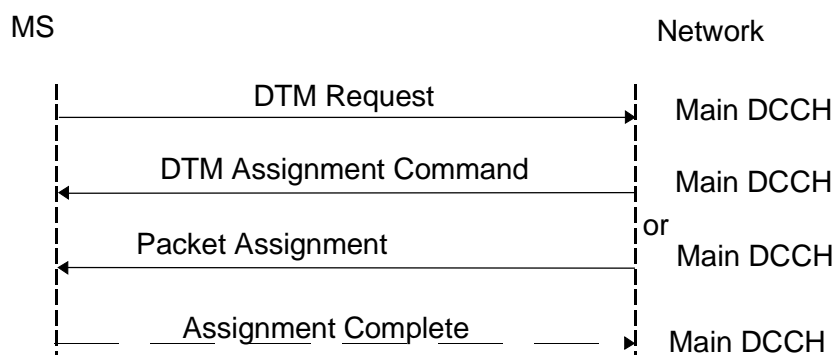 MS
Network
DTM Request
Main DCCH
DTM Assignment Command
Main DCCH
or
Packet Assignment
Main DCCH
Assignment Complete
Main DCCH